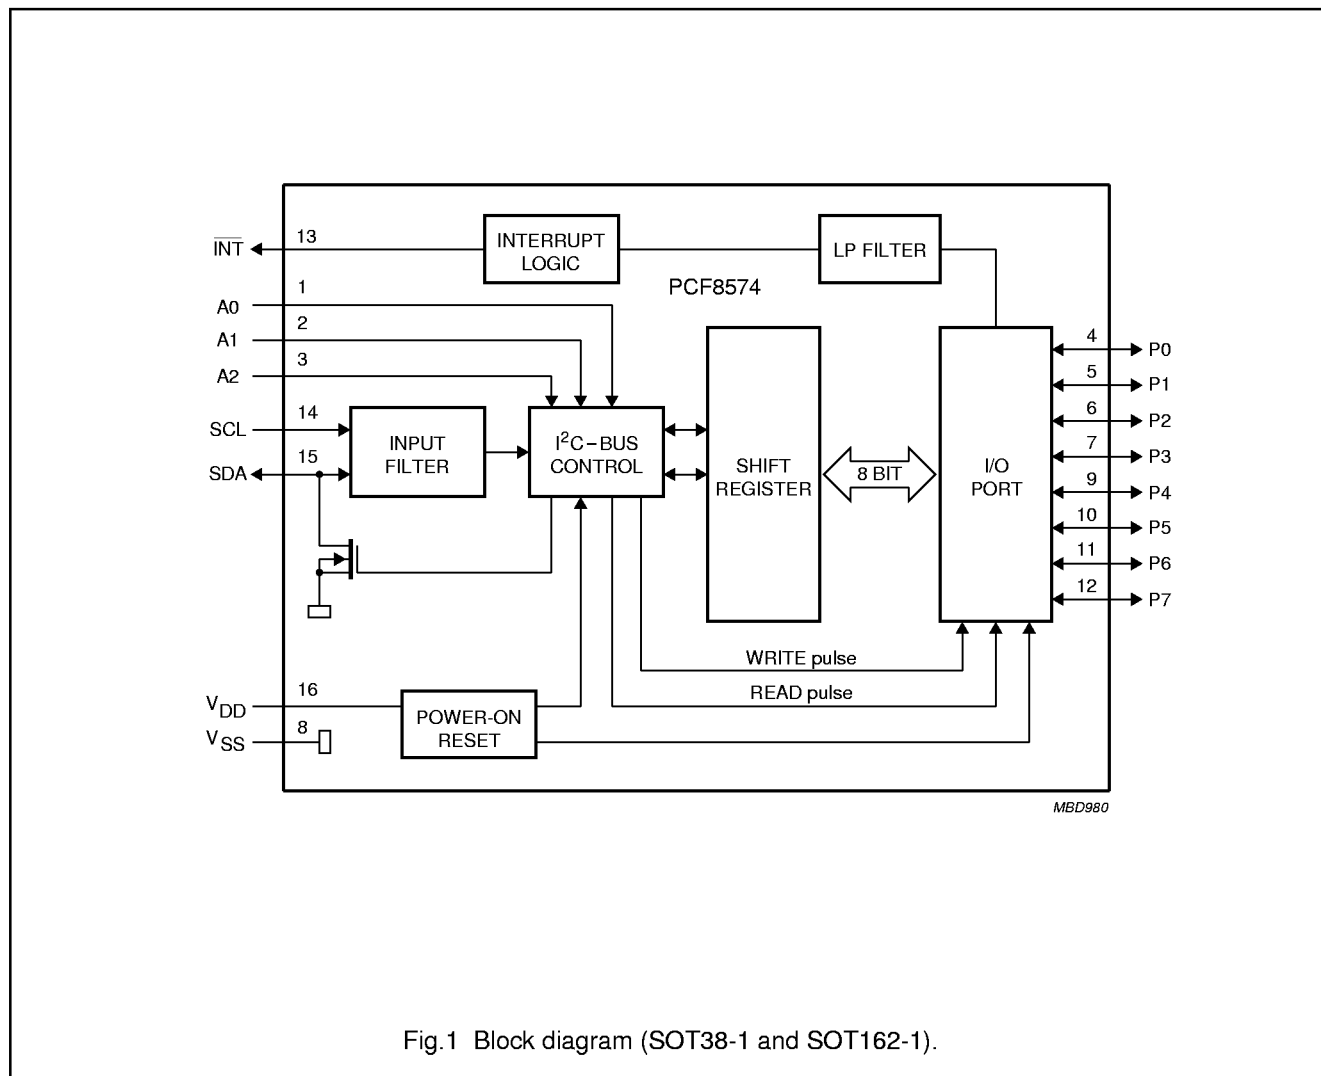 INT
13
INTERRUPT
LOGIC
LP FILTER
PCF8574
A0
1
A1
2
A2
3
SCL
14
SDA
15
INPUT
FILTER
I²C–BUS
CONTROL
SHIFT
REGISTER
8 BIT
I/O
PORT
4
P0
5
P1
6
P2
7
P3
9
P4
10
P5
11
P6
12
P7
WRITE pulse
READ pulse
VDD
16
VSS
8
POWER-ON
RESET
MBD980
Fig.1 Block diagram (SOT38-1 and SOT162-1).